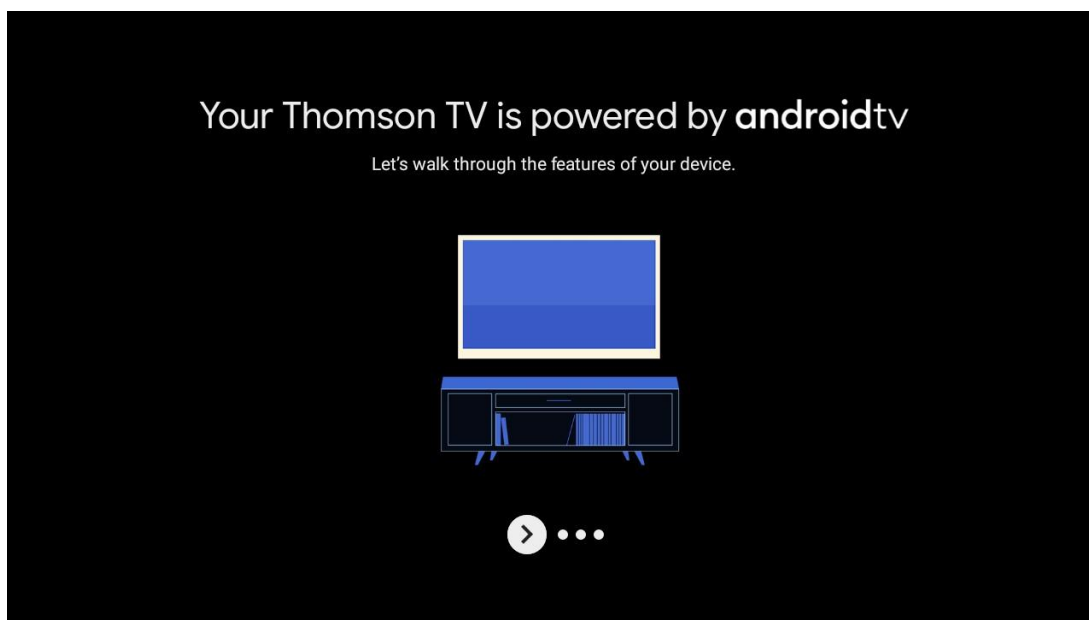 Your Thomson TV is powered by androidtv
Let's walk through the features of your device.